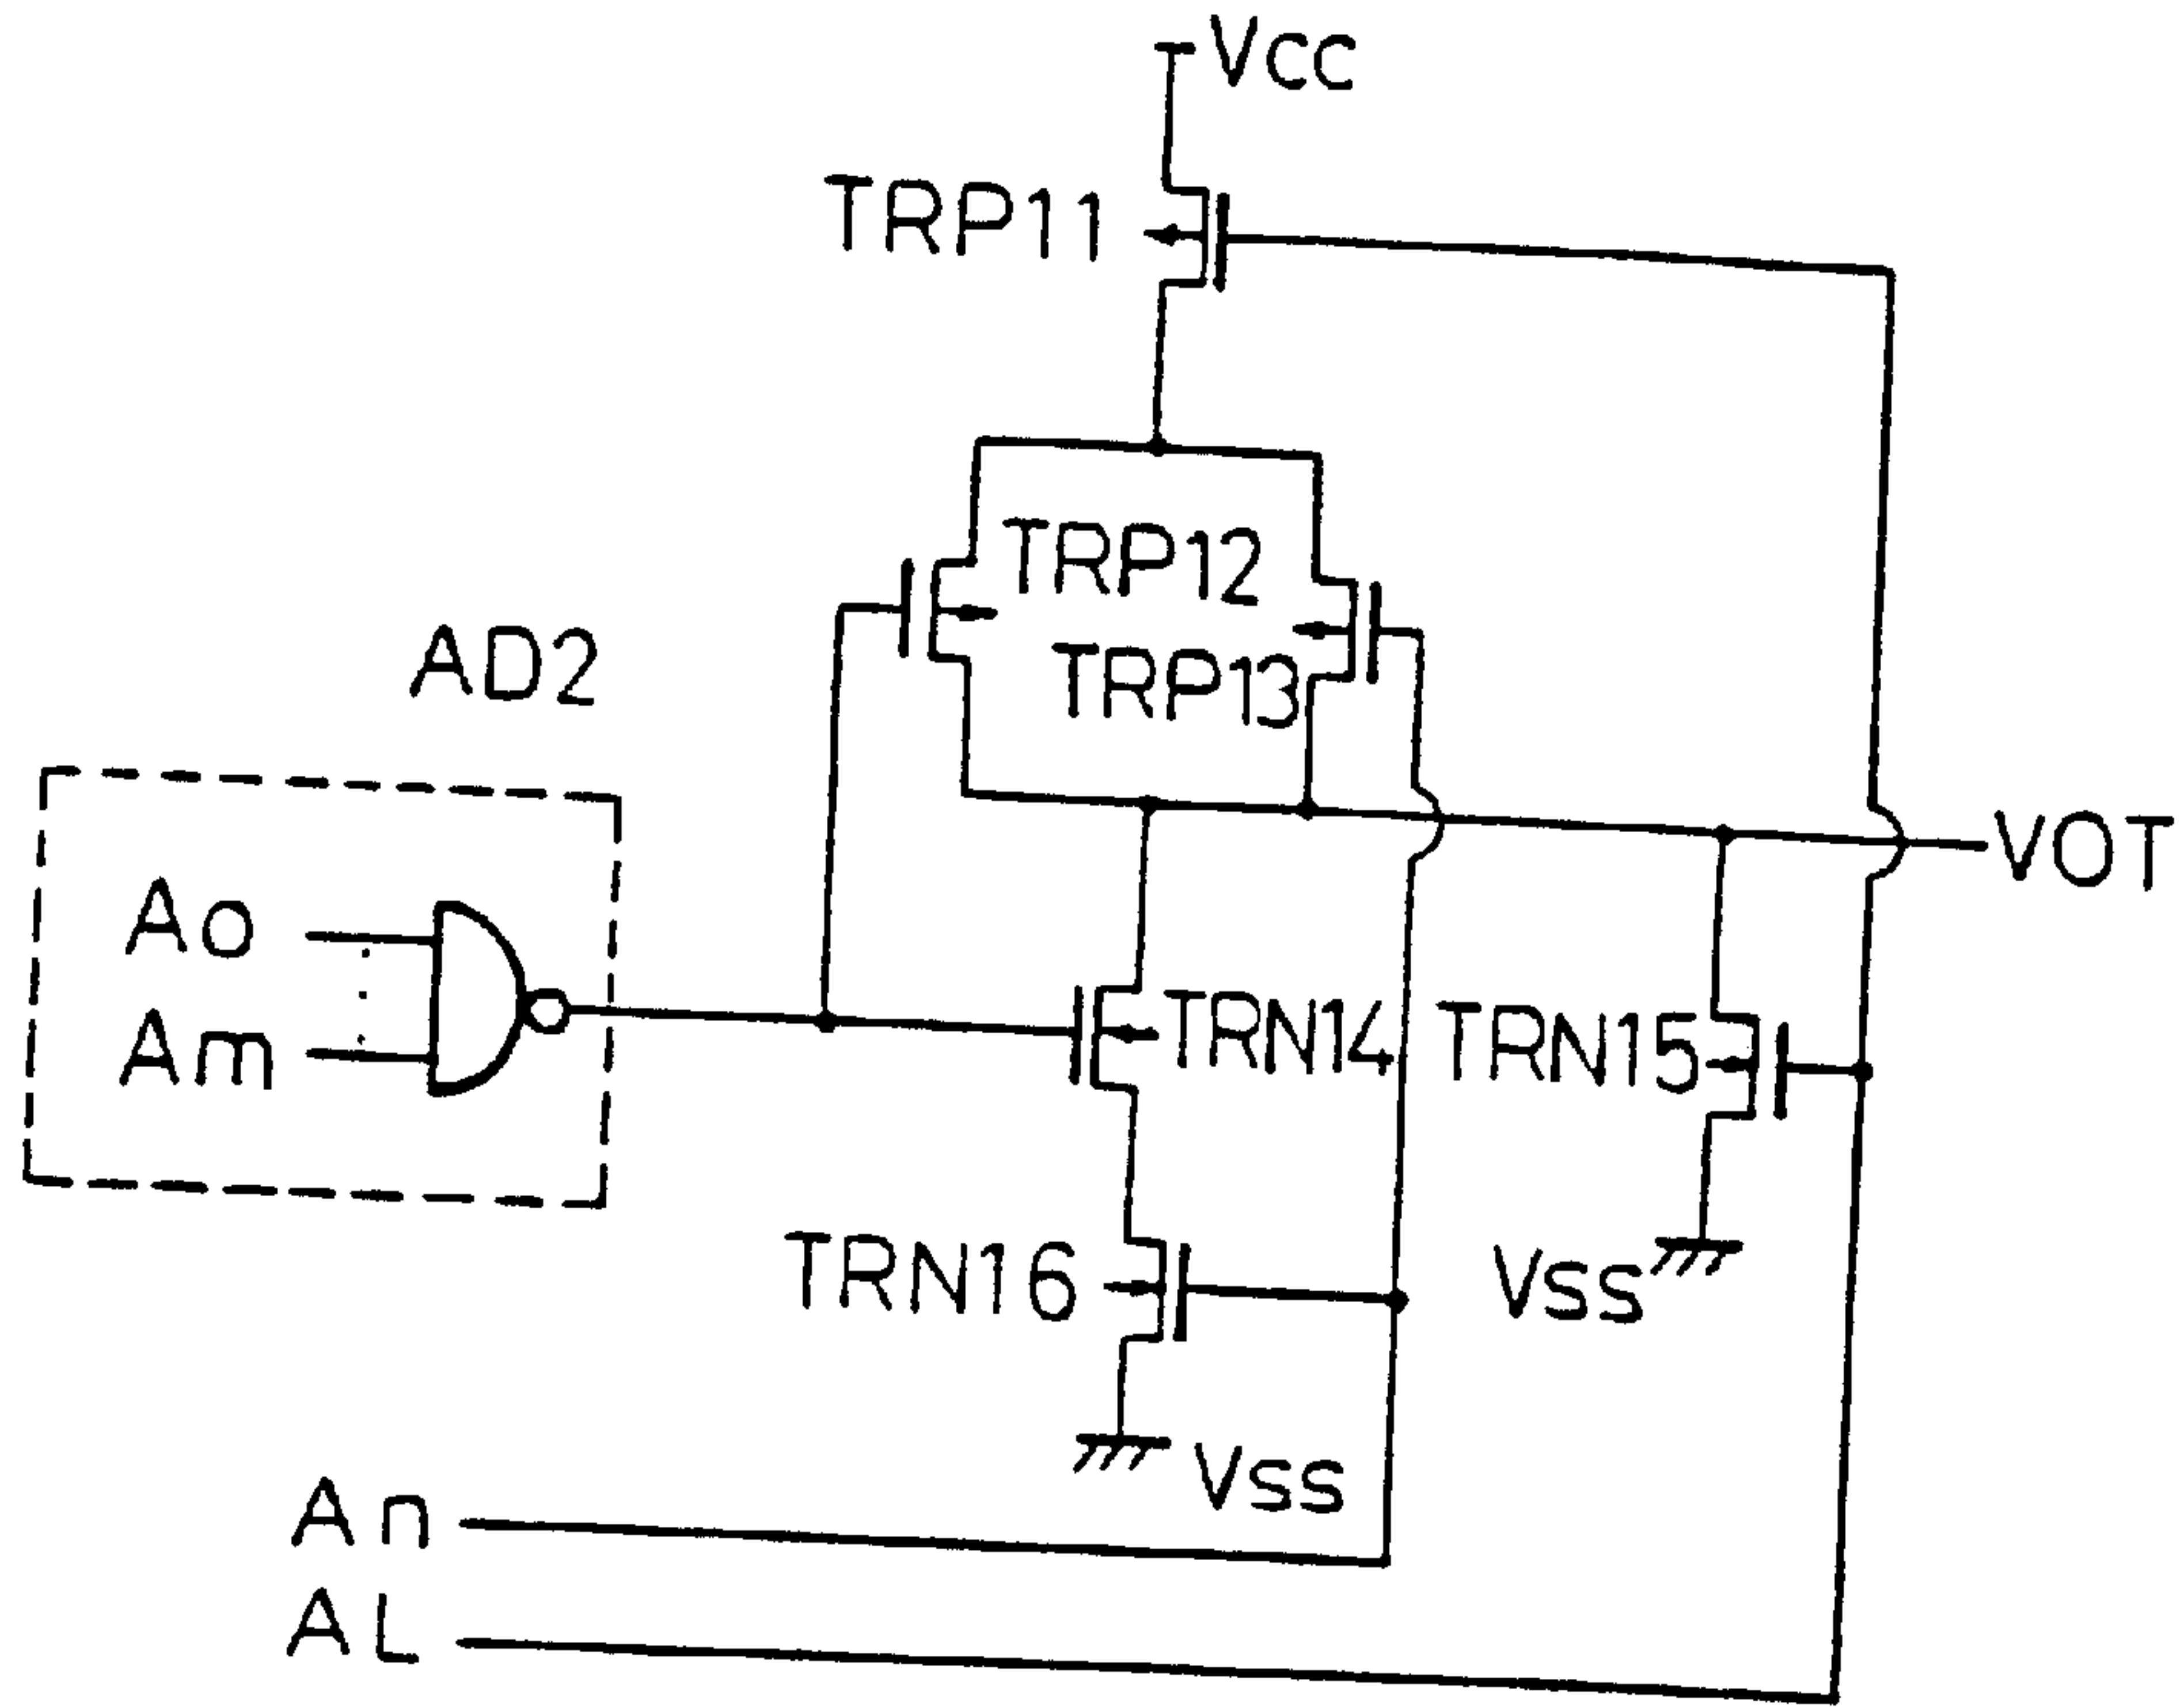 Vcc
TRP11
TRP12
TRP13
AD2
VOT
Ao
Am
TRN14
TRN15
TRN16
Vss
Vss
An
AL